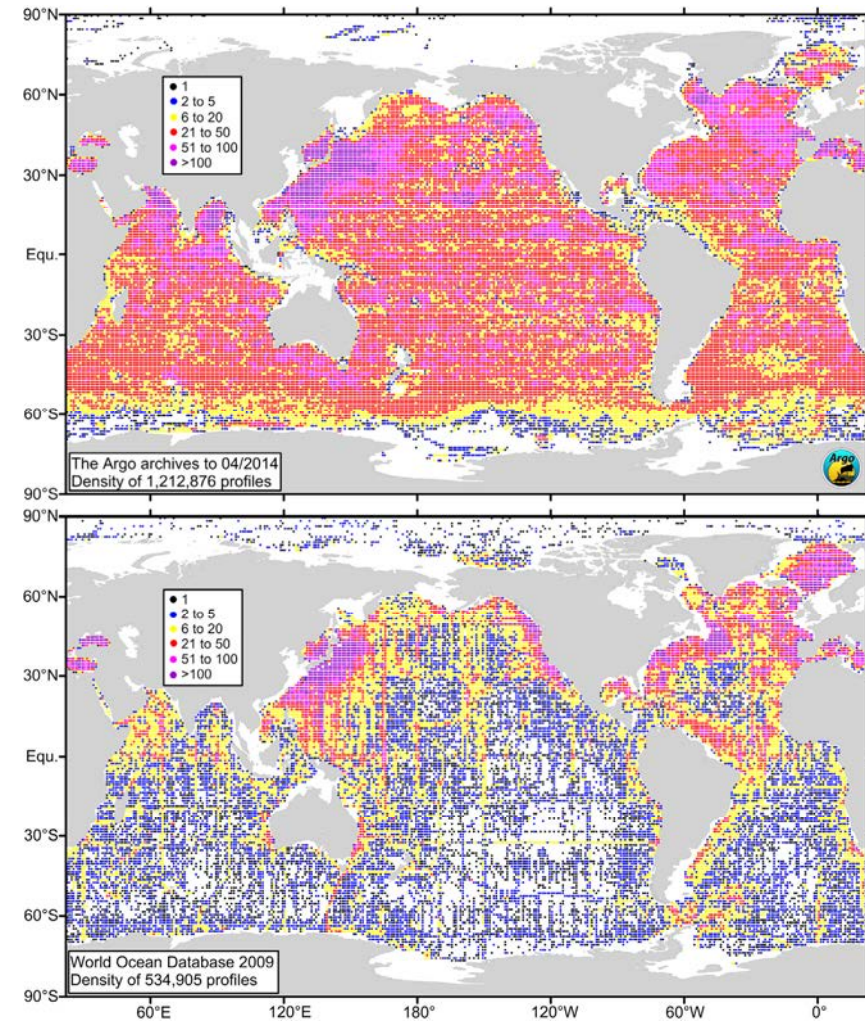 90°N
60°N
30°N
Equ.
30°S
60°S
90°S
1
2 to 5
6 to 20
21 to 50
51 to 100
>100
The Argo archives to 04/2014
Density of 1,212,876 profiles
Argo
90°N
60°N
30°N
Equ.
30°S
60°S
90°S
1
2 to 5
6 to 20
21 to 50
51 to 100
>100
World Ocean Database 2009
Density of 534,905 profiles
60°E 120°E 180° 120°W 60°W 0°